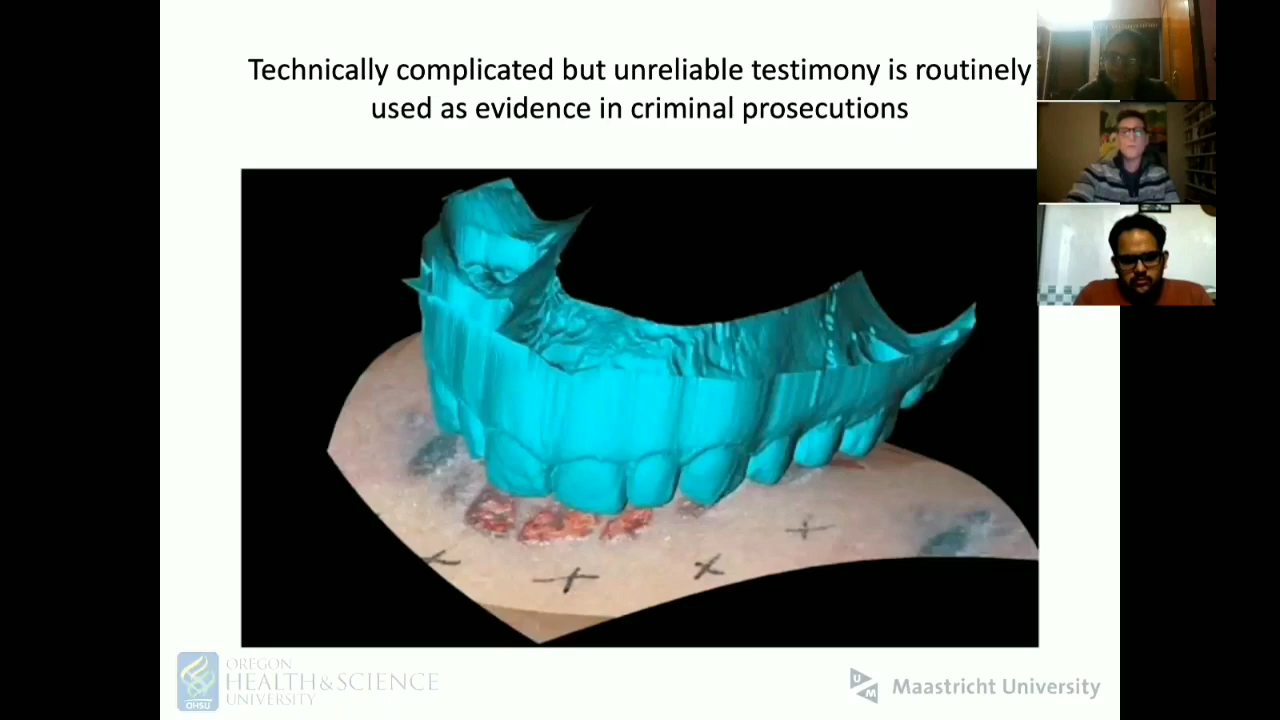 Technically complicated but unreliable testimony is routinely
used as evidence in criminal prosecutions
OREGON
HEALTH&SCIENCE
UNIVERSITY
OHSU
U
M
Maastricht University